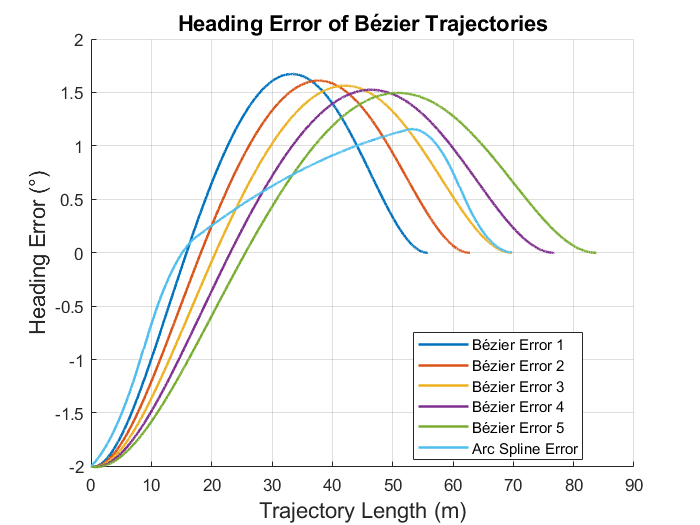 Heading Error of Bézier Trajectories
2
1.5
1
0.5
0
-0.5
-1
-1.5
-2
Heading Error (°)
0 10 20 30 40 50 60 70 80 90
Trajectory Length (m)
Bézier Error 1
Bézier Error 2
Bézier Error 3
Bézier Error 4
Bézier Error 5
Arc Spline Error